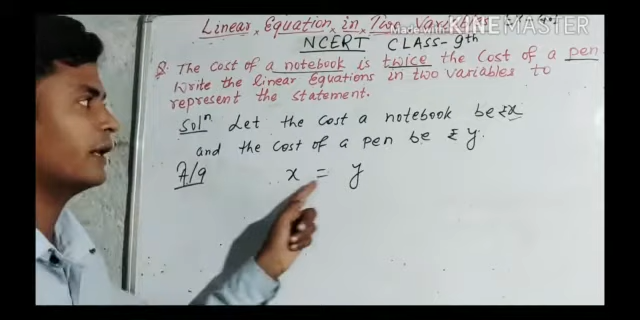 Linear Equation in Two Variables
Made with KINEMASTER
NCERT CLASS-9th
Q. The cost of a notebook is twice the cost of a pen
Write the linear Equations in two variables to
represent the statement.
Solⁿ Let the cost a notebook be ₹x
and the cost of a pen be ₹ y.
A/q x = y